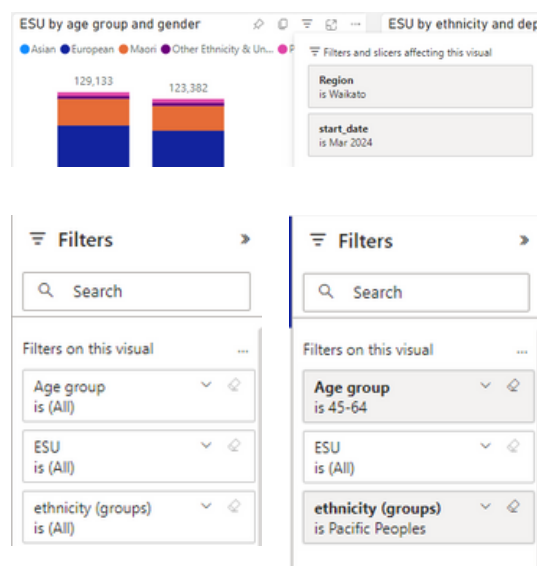 ESU by age group and gender
ESU by ethnicity and dep
Asian European Maori Other Ethnicity & Un... P
Filters and slicers affecting this visual
129,133
123,382
Region
is Waikato
start_date
is Mar 2024
Filters
Search
Filters on this visual
Age group
is (All)
ESU
is (All)
ethnicity (groups)
is (All)
Filters
Search
Filters on this visual
Age group
is 45-64
ESU
is (All)
ethnicity (groups)
is Pacific Peoples